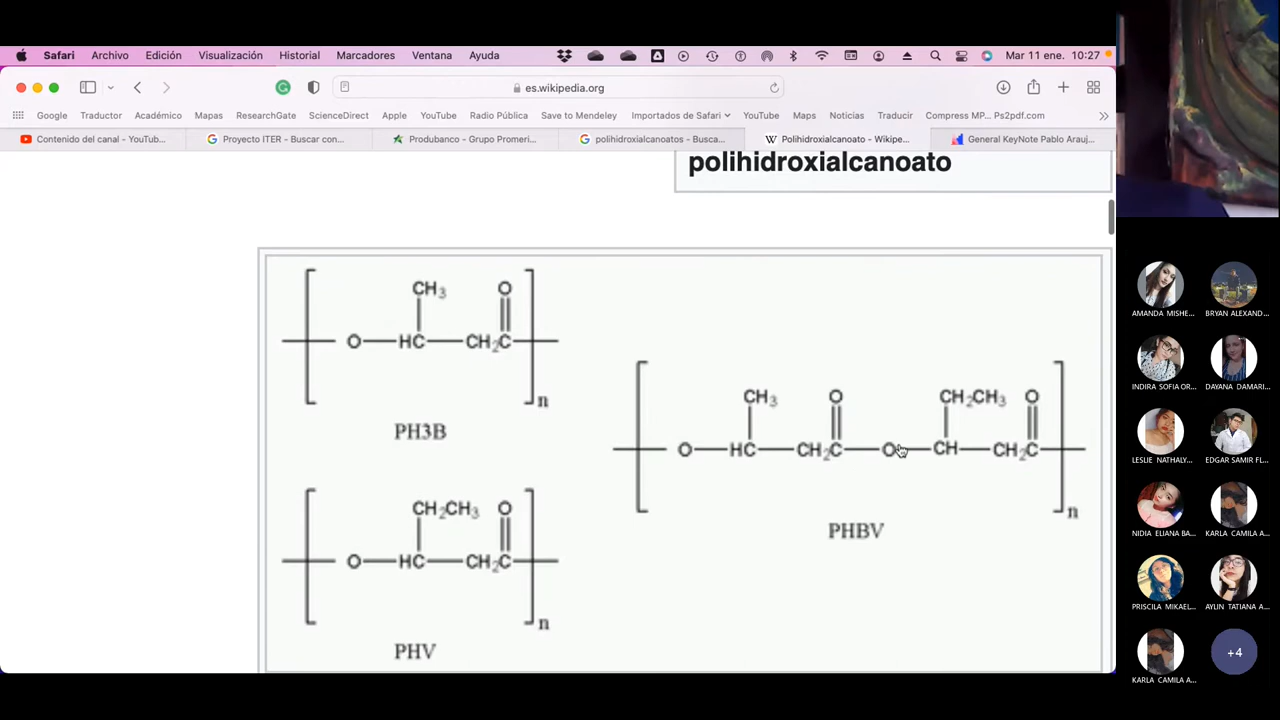 Safari Archivo Edición Visualización Historial Marcadores Ventana Ayuda Mar 11 ene. 10:27
es.wikipedia.org
Google Traductor Académico Mapas ResearchGate ScienceDirect Apple YouTube Radio Pública Save to Mendeley Importados de Safari YouTube Maps Noticias Traducir Compress MP... Ps2pdf.com
Contenido del canal - YouTub... Proyecto ITER - Buscar con... Produbanco - Grupo Promeri... polihidroxialcanoatos - Busca... Polihidroxialcanoato - Wikipe... General KeyNote Pablo Arauj...
polihidroxialcanoato
CH3 O
O HC CH2C
n
PH3B
CH2CH3 O
O HC CH2C
n
PHV
CH3 O CH2CH3 O
O HC CH2C O CH CH2C
n
PHBV
AMANDA MISHE... BRYAN ALEXAND...
INDIRA SOFIA OR... DAYANA DAMARI...
LESLIE NATHALY... EDGAR SAMIR FL...
NIDIA ELIANA BA... KARLA CAMILA A...
PRISCILA MIKAEL... AYLIN TATIANA A...
KARLA CAMILA A... +4